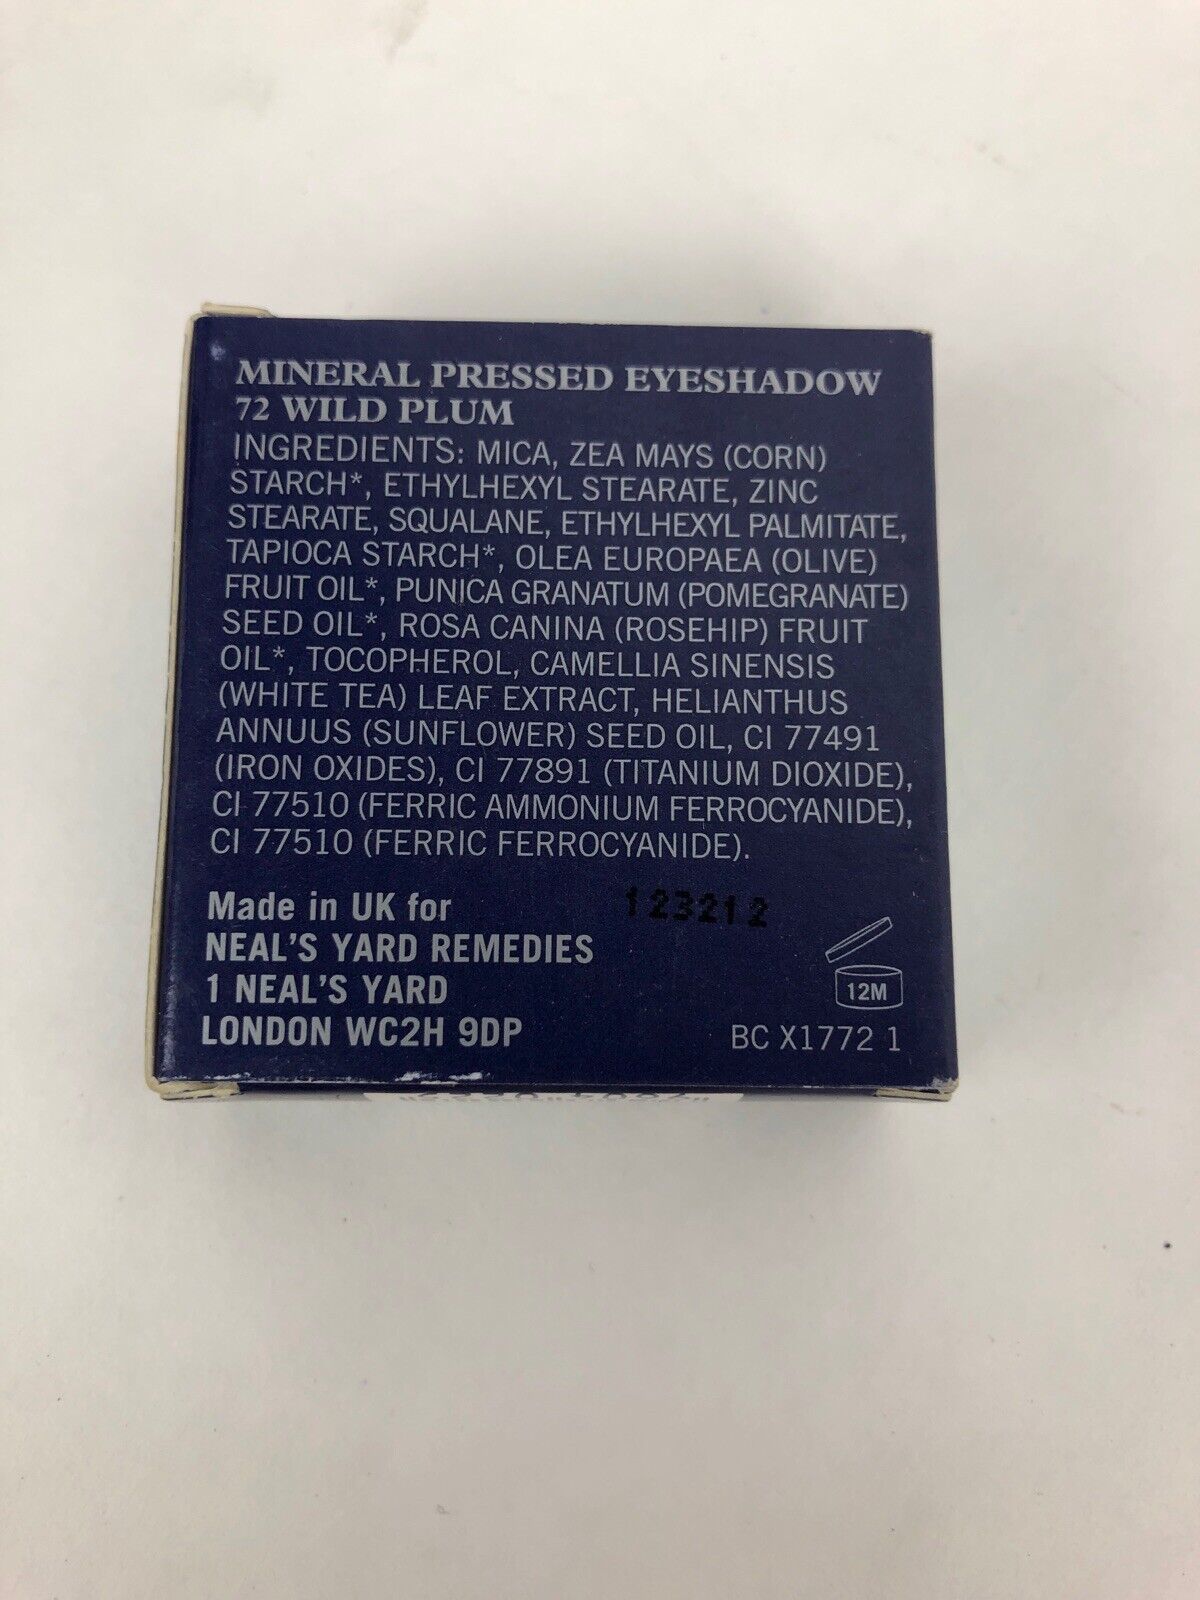 MINERAL PRESSED EYESHADOW
72 WILD PLUM
INGREDIENTS: MICA, ZEA MAYS (CORN)
STARCH*, ETHYLHEXYL STEARATE, ZINC
STEARATE, SQUALANE, ETHYLHEXYL PALMITATE,
TAPIOCA STARCH*, OLEA EUROPAEA (OLIVE)
FRUIT OIL*, PUNICA GRANATUM (POMEGRANATE)
SEED OIL*, ROSA CANINA (ROSEHIP) FRUIT
OIL*, TOCOPHEROL, CAMELLIA SINENSIS
(WHITE TEA) LEAF EXTRACT, HELIANTHUS
ANNUUS (SUNFLOWER) SEED OIL, CI 77491
(IRON OXIDES), CI 77891 (TITANIUM DIOXIDE),
CI 77510 (FERRIC AMMONIUM FERROCYANIDE),
CI 77510 (FERRIC FERROCYANIDE).
Made in UK for
123212
NEAL'S YARD REMEDIES
1 NEAL'S YARD
LONDON WC2H 9DP
12M
BC X1772 1